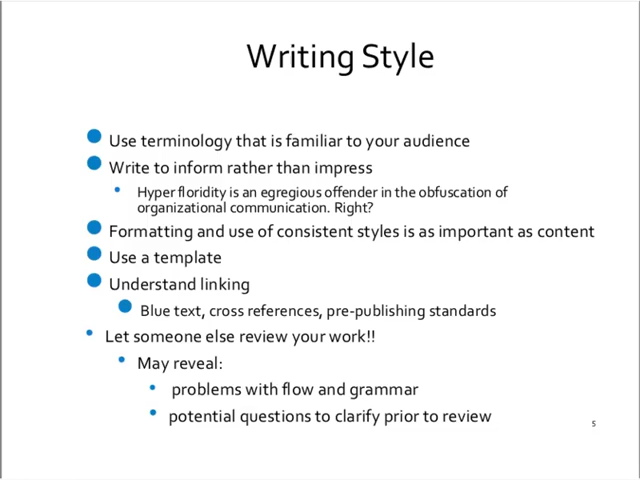 Writing Style
Use terminology that is familiar to your audience
Write to inform rather than impress
Hyper floridity is an egregious offender in the obfuscation of
organizational communication. Right?
Formatting and use of consistent styles is as important as content
Use a template
Understand linking
Blue text, cross references, pre-publishing standards
Let someone else review your work!!
May reveal:
problems with flow and grammar
potential questions to clarify prior to review
5